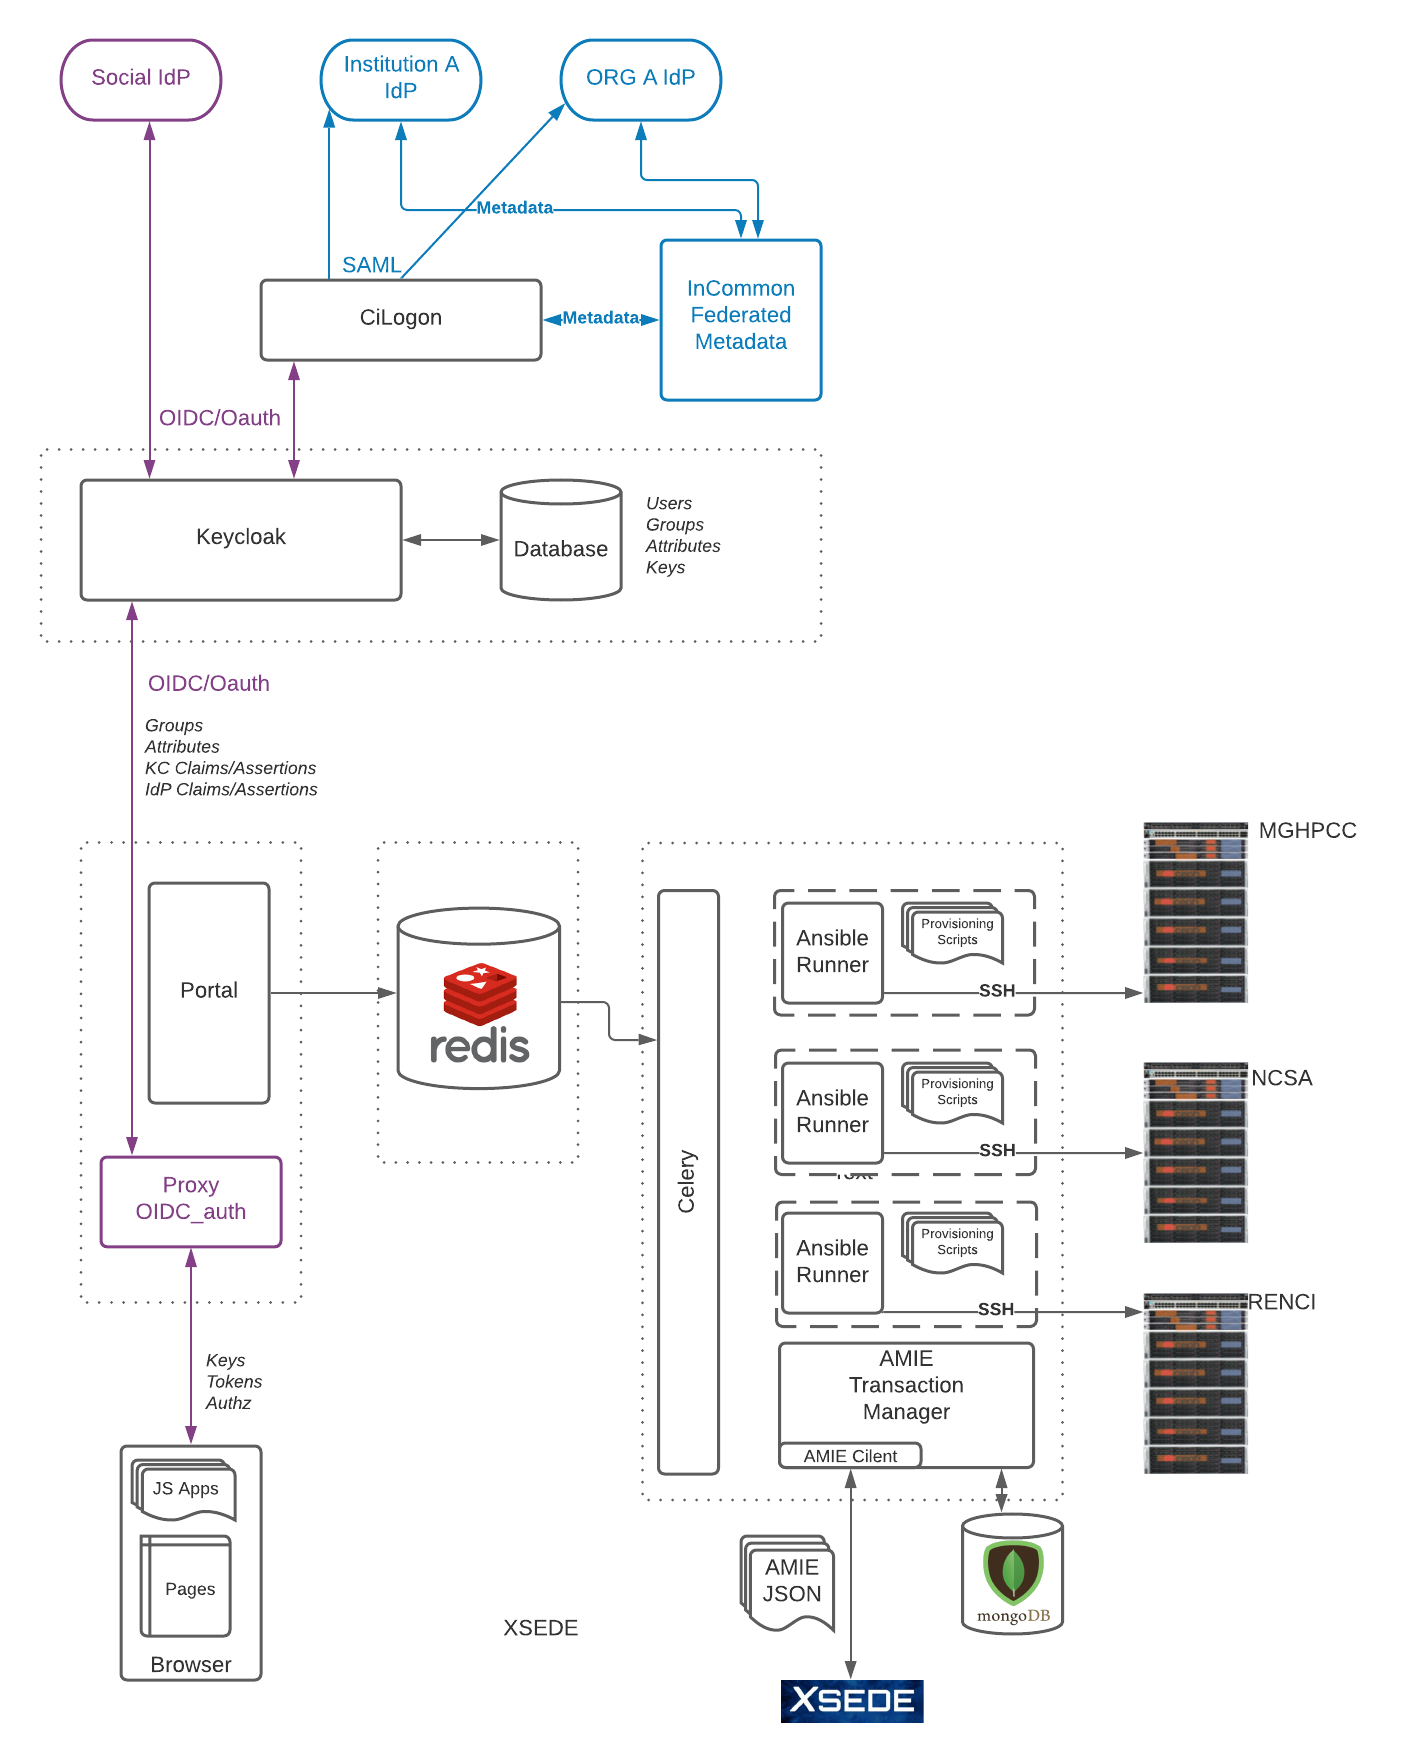 Social IdP
Institution A
IdP
ORG A IdP
Metadata
SAML
InCommon
Federated
Metadata
CiLogon
Metadata
OIDC/Oauth
Keycloak
Database
Users
Groups
Attributes
Keys
OIDC/Oauth
Groups
Attributes
KC Claims/Assertions
IdP Claims/Assertions
Portal
redis
Proxy
OIDC_auth
Keys
Tokens
Authz
JS Apps
Pages
Browser
Celery
Ansible
Runner
Provisioning
Scripts
SSH
MGHPCC
Ansible
Runner
Provisioning
Scripts
SSH
NCSA
Ansible
Runner
Provisioning
Scripts
SSH
RENCI
AMIE
Transaction
Manager
AMIE Cilent
AMIE
JSON
mongoDB
XSEDE
XSEDE